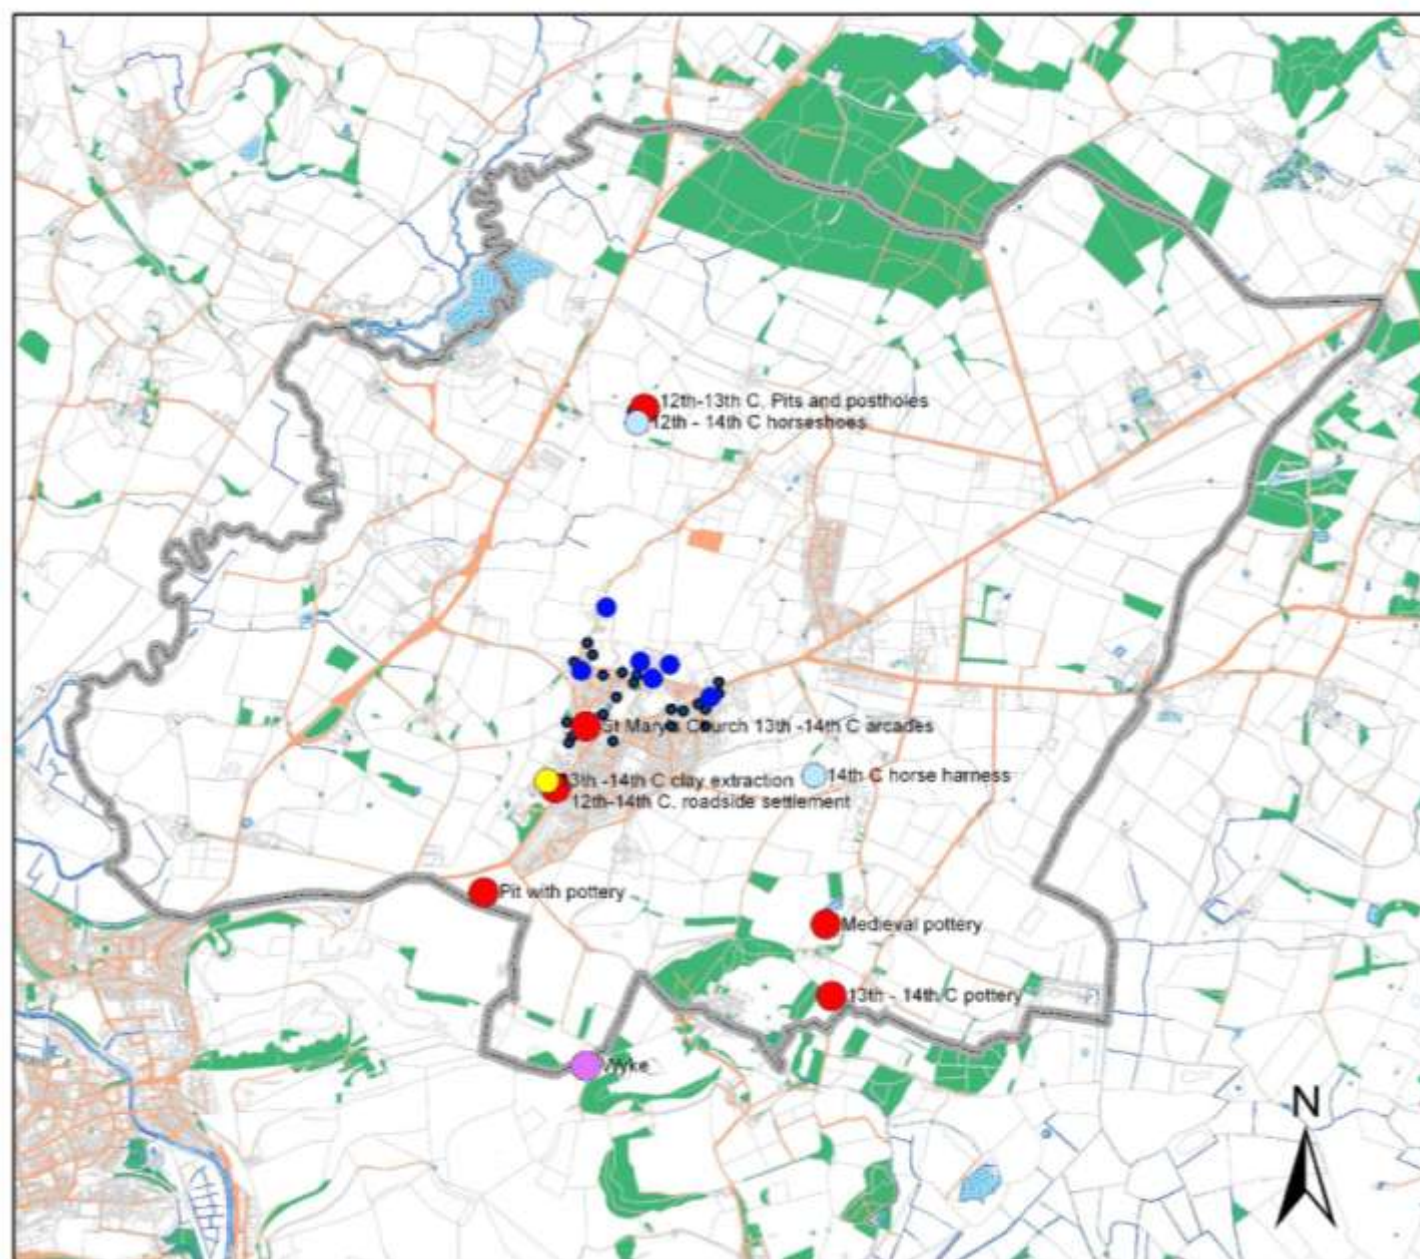 12th-13th C. Pits and postholes
12th - 14th C horseshoes
St Mary's Church 13th -14th C arcades
13th -14th C clay extraction
14th C horse harness
12th-14th C. roadside settlement
Pit with pottery
Medieval pottery
13th - 14th C pottery
Wyke
N